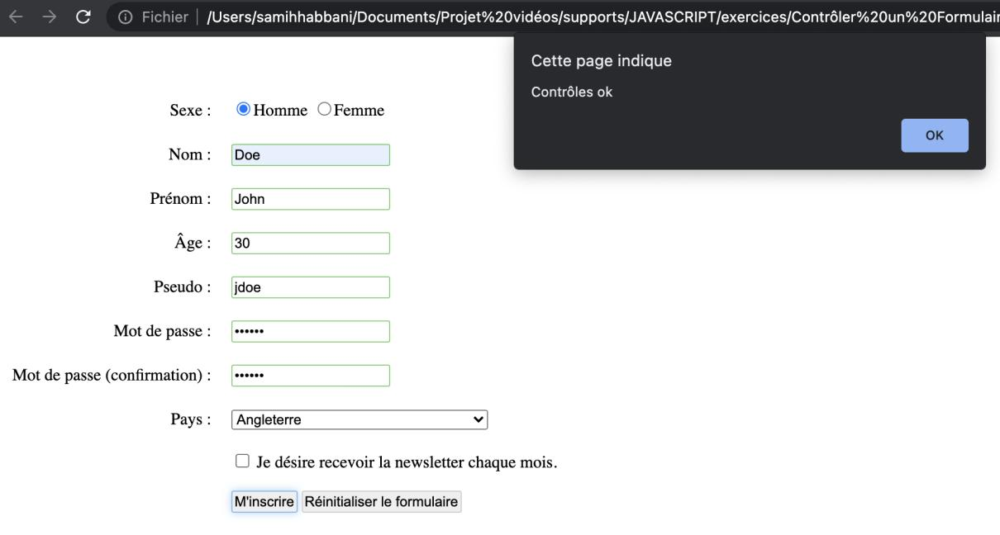 Fichier | /Users/samihhabbani/Documents/Projet%20vidéos/supports/JAVASCRIPT/exercices/Contrôler%20un%20Formulair
Cette page indique
Contrôles ok
OK
Sexe : Homme Femme
Nom : Doe
Prénom : John
Âge : 30
Pseudo : jdoe
Mot de passe : ••••••
Mot de passe (confirmation) : ••••••
Pays : Angleterre
Je désire recevoir la newsletter chaque mois.
M'inscrire Réinitialiser le formulaire